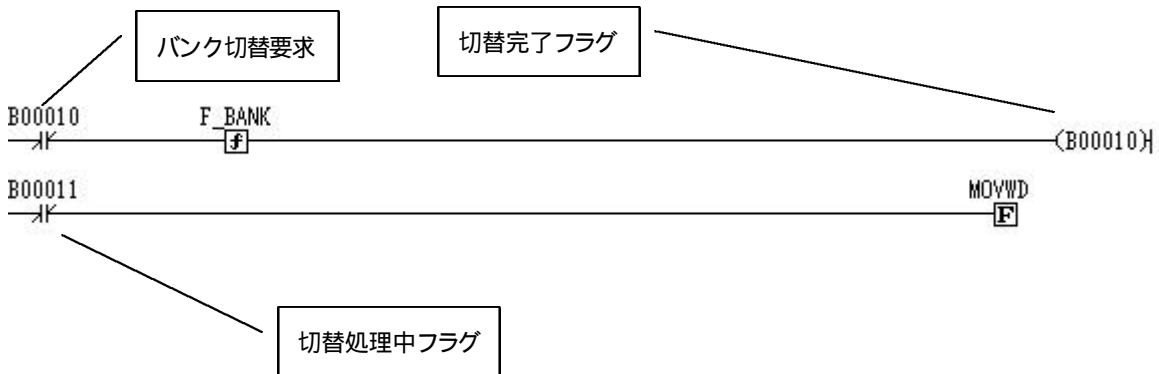 バンク切替要求
切替完了フラグ
B00010
F_BANK
f
(B00010)
B00011
MOVWD
F
切替処理中フラグ